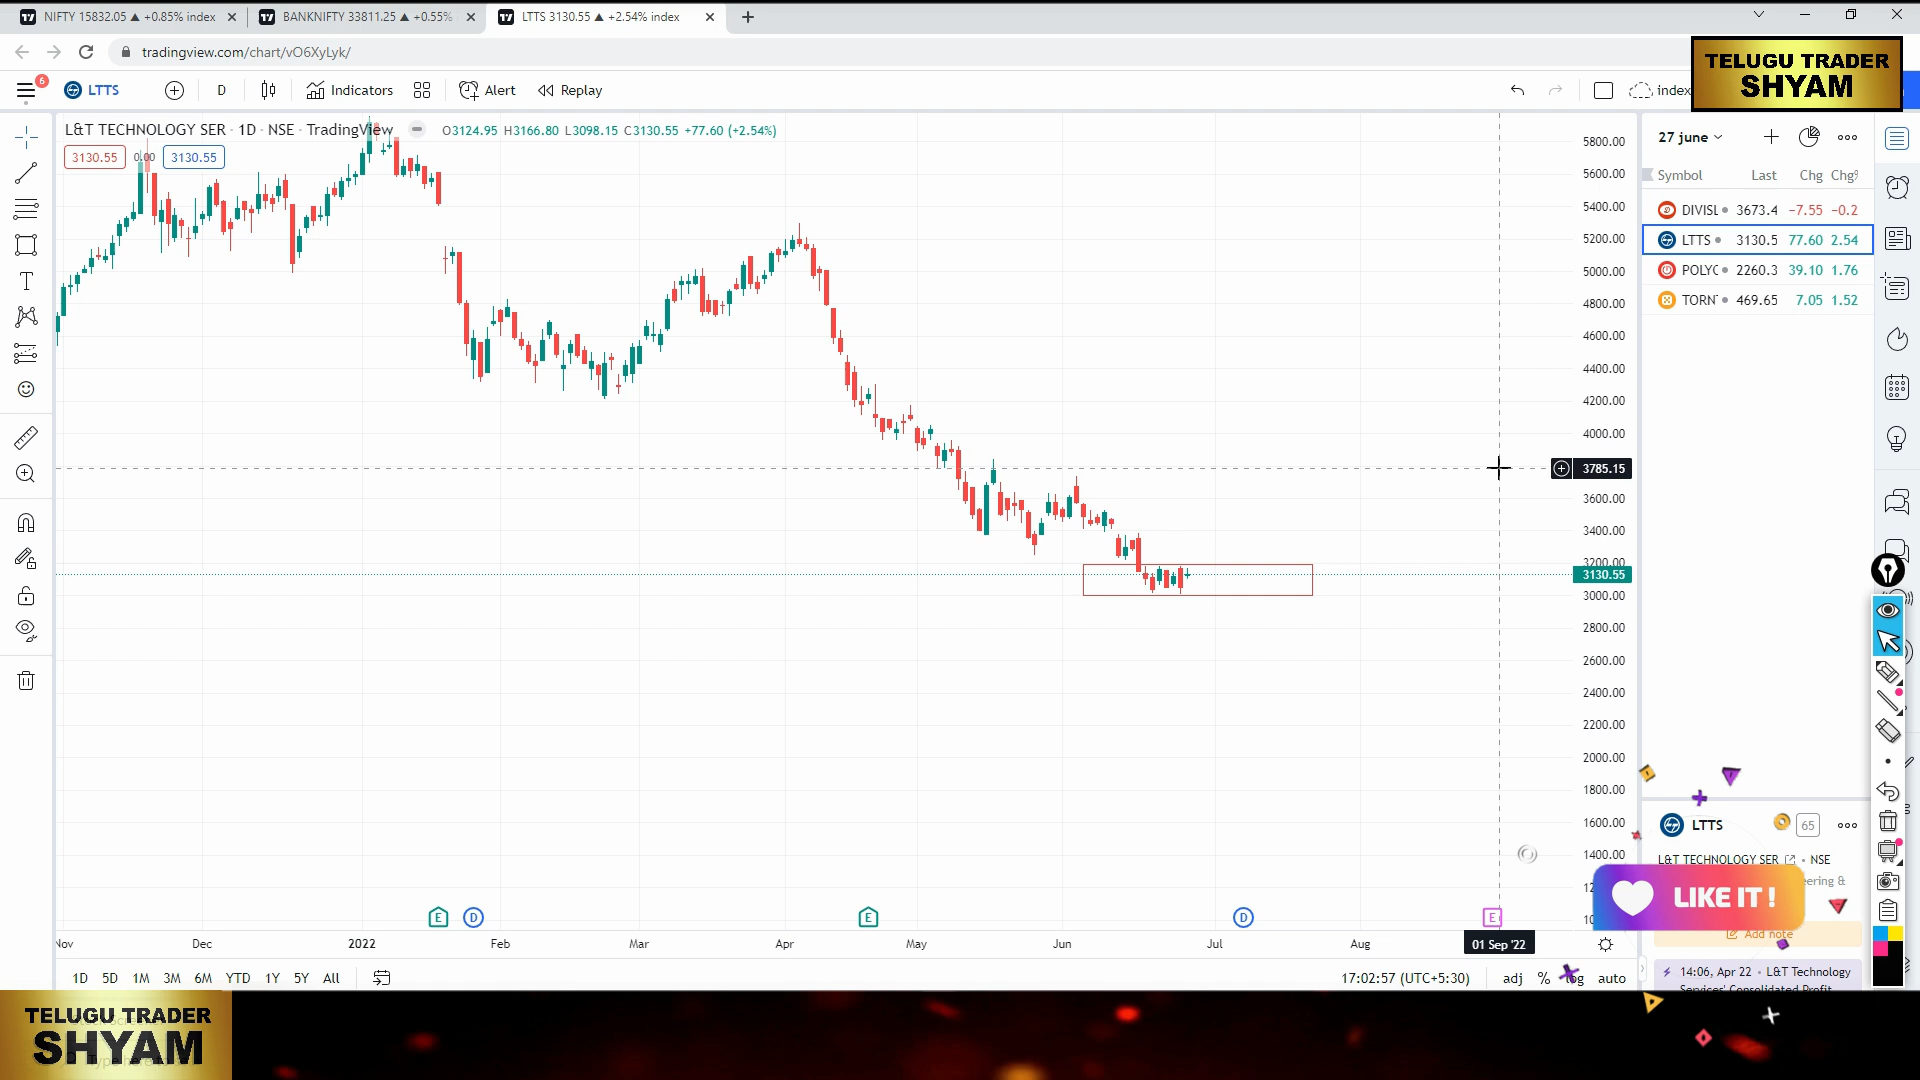 NIFTY 15832.05 ▲ +0.85% index
BANKNIFTY 33811.25 ▲ +0.55%
LTTS 3130.55 ▲ +2.54% index
tradingview.com/chart/vO6XyLyk/
TELUGU TRADER
SHYAM
6
LTTS
D
Indicators
Alert
Replay
index
L&T TECHNOLOGY SER · 1D · NSE · TradingView
O3124.95 H3166.80 L3098.15 C3130.55 +77.60 (+2.54%)
3130.55
0.00
3130.55
5800.00
5600.00
5400.00
5200.00
5000.00
4800.00
4600.00
4400.00
4200.00
4000.00
3785.15
3600.00
3400.00
3200.00
3130.55
3000.00
2800.00
2600.00
2400.00
2200.00
2000.00
1800.00
1600.00
1400.00
27 june
Symbol Last Chg
DIVISL 3673.4 −7.55 −0.2
LTTS 3130.5 77.60 2.54
POLYC 2260.3 39.10 1.76
TORN 469.65 7.05 1.52
LTTS
65
L&T TECHNOLOGY SER · NSE
LIKE IT !
Add note
14:06, Apr 22 · L&T Technology
Services' Consolidated Profit
E
D
E
D
E
Nov
Dec
2022
Feb
Mar
Apr
May
Jun
Jul
Aug
01 Sep '22
1D 5D 1M 3M 6M YTD 1Y 5Y All
17:02:57 (UTC+5:30)
adj
%
log
auto
TELUGU TRADER
SHYAM